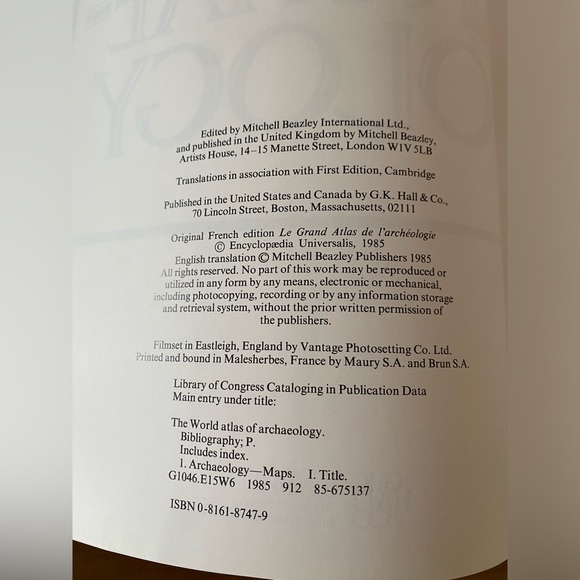 Edited by Mitchell Beazley International Ltd.,
and published in the United Kingdom by Mitchell Beazley,
Artists House, 14–15 Manette Street, London W1V 5LB
Translations in association with First Edition, Cambridge
Published in the United States and Canada by G.K. Hall & Co.,
70 Lincoln Street, Boston, Massachusetts, 02111
Original French edition Le Grand Atlas de l'archéologie
© Encyclopædia Universalis, 1985
English translation © Mitchell Beazley Publishers 1985
All rights reserved. No part of this work may be reproduced or
utilized in any form by any means, electronic or mechanical,
including photocopying, recording or by any information storage
and retrieval system, without the prior written permission of
the publishers.
Filmset in Eastleigh, England by Vantage Photosetting Co. Ltd.
Printed and bound in Malesherbes, France by Maury S.A. and Brun S.A.
Library of Congress Cataloging in Publication Data
Main entry under title:
The World atlas of archaeology.
Bibliography; P.
Includes index.
1. Archaeology—Maps. I. Title.
G1046.E15W6 1985 912 85-675137
ISBN 0-8161-8747-9